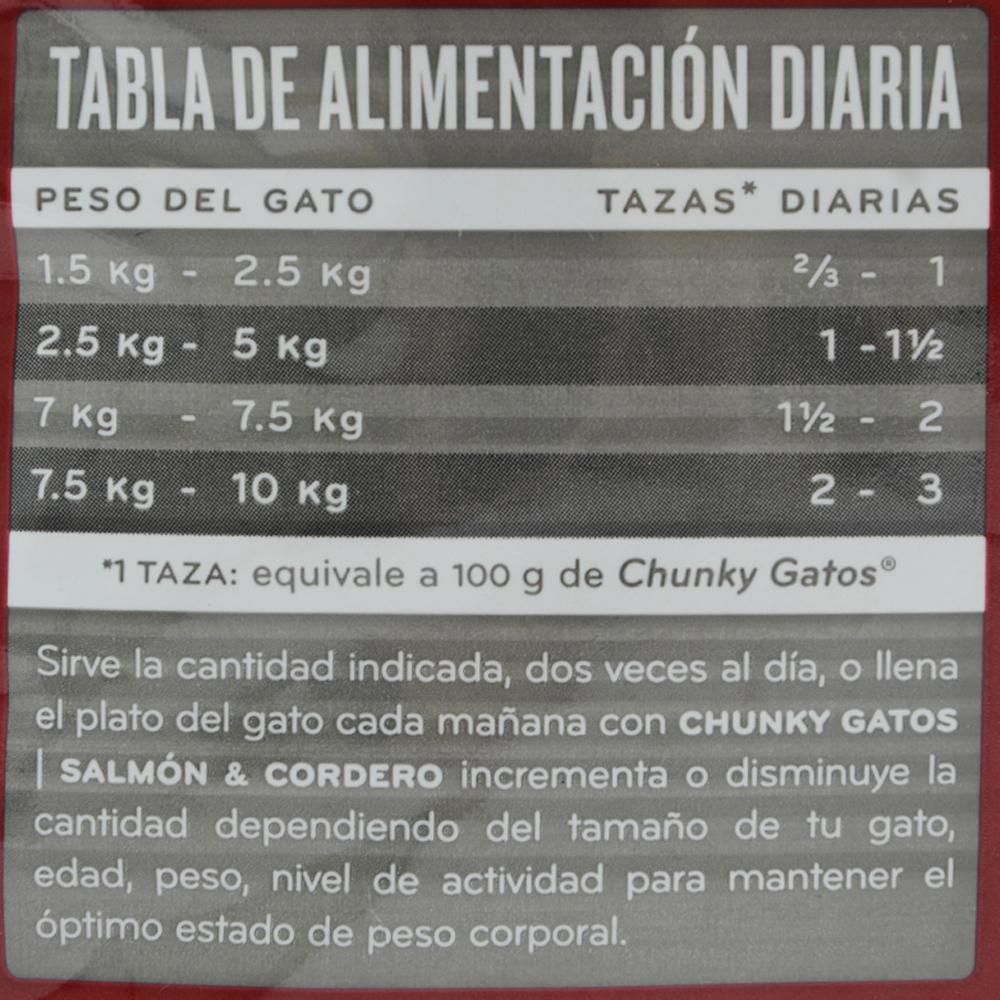 TABLA DE ALIMENTACIÓN DIARIA
PESO DEL GATO TAZAS* DIARIAS
1.5 Kg - 2.5 Kg ⅔ - 1
2.5 Kg - 5 Kg 1 - 1½
7 Kg - 7.5 Kg 1½ - 2
7.5 Kg - 10 Kg 2 - 3
*1 TAZA: equivale a 100 g de Chunky Gatos®
Sirve la cantidad indicada, dos veces al día, o llena
el plato del gato cada mañana con CHUNKY GATOS
| SALMÓN & CORDERO incrementa o disminuye la
cantidad dependiendo del tamaño de tu gato,
edad, peso, nivel de actividad para mantener el
óptimo estado de peso corporal.